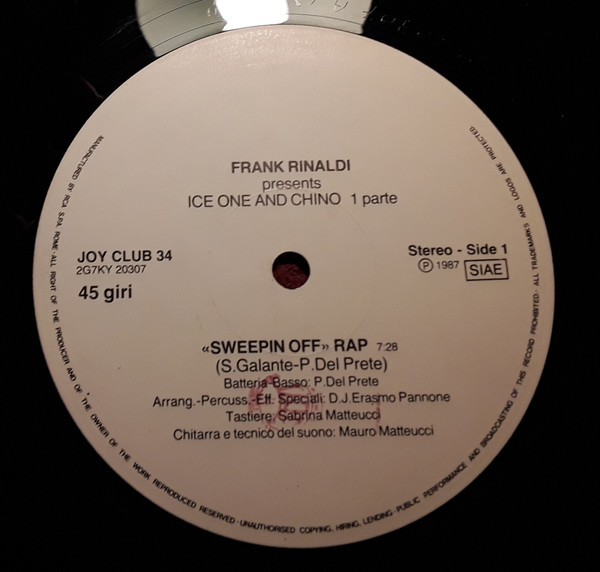 FRANK RINALDI
presents
ICE ONE AND CHINO 1 parte
JOY CLUB 34
2G7KY 20307
45 giri
Stereo - Side 1
Ⓟ 1987 SIAE
«SWEEPIN OFF» RAP 7:28
(S.Galante-P.Del Prete)
Batteria-Basso: P.Del Prete
Arrang.-Percuss. Eff. Speciali: D.J.Erasmo Pannone
Tastiere: Sabrina Matteucci
Chitarra e tecnico del suono: Mauro Matteucci
MANUFACTURED BY RCA S.P.A. ROME · ALL RIGHT OF THE PRODUCER AND OF THE OWNER OF THE WORK REPRODUCED RESERVED · UNAUTHORISED COPYING, HIRING, LENDING · PUBLIC PERFORMANCE AND BROADCASTING OF THIS RECORD PROHIBITED · ALL TRADEMARKS AND LOGOS ARE PROTECTED